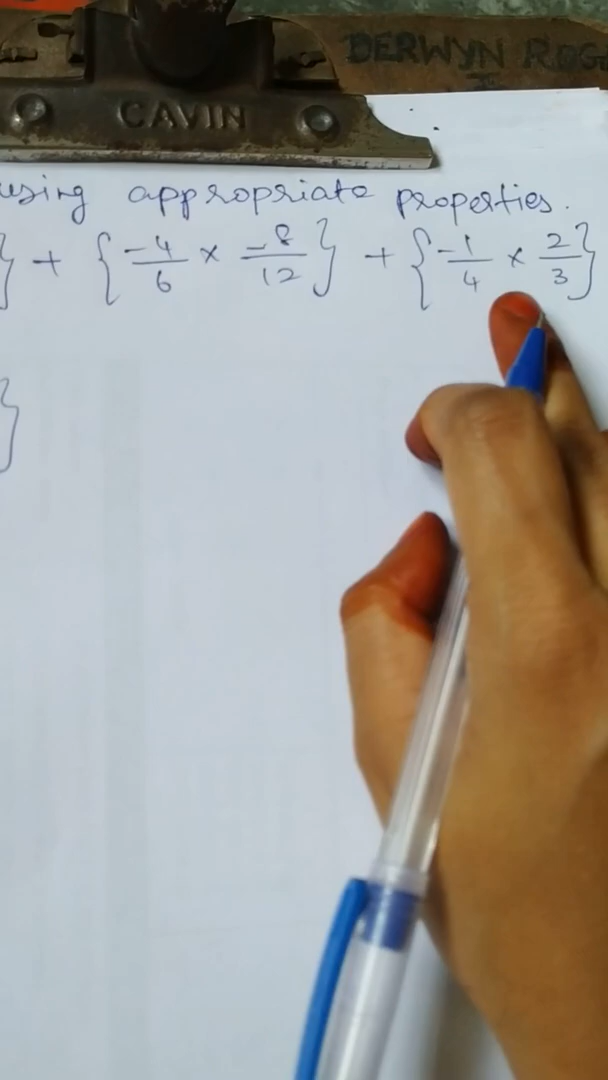 DERWYN
CAVIN
using appropriate properties.
} + {-4/6 × -8/12} + {-1/4 × 2/3}
}